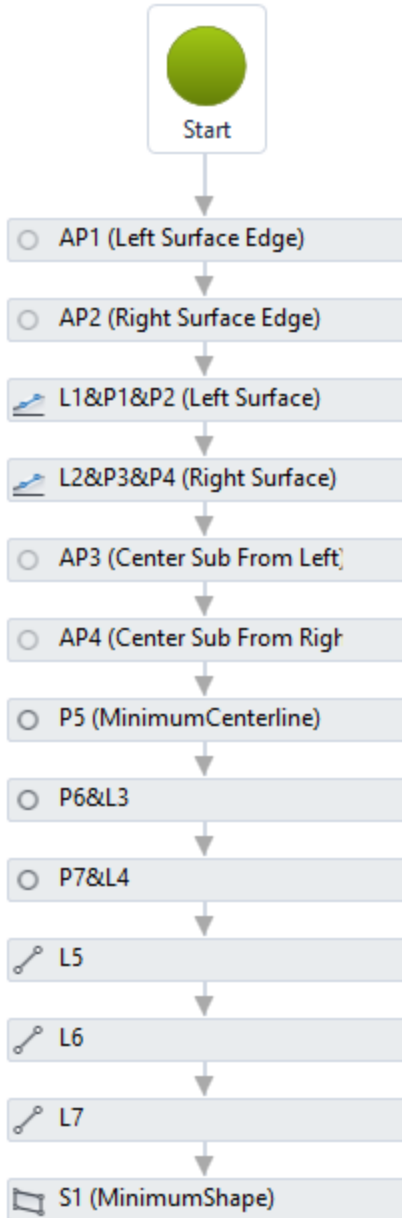 Start
AP1 (Left Surface Edge)
AP2 (Right Surface Edge)
L1&P1&P2 (Left Surface)
L2&P3&P4 (Right Surface)
AP3 (Center Sub From Left)
AP4 (Center Sub From Righ
P5 (MinimumCenterline)
P6&L3
P7&L4
L5
L6
L7
S1 (MinimumShape)